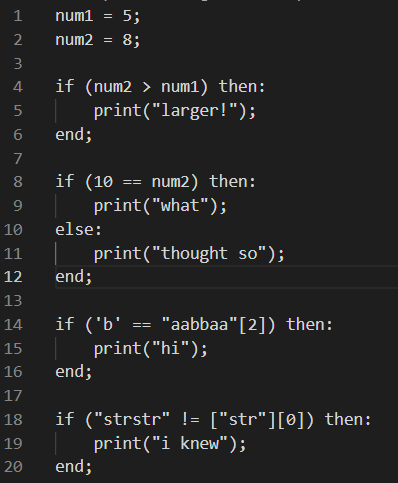 1 num1 = 5;
2 num2 = 8;
3
4 if (num2 > num1) then:
5 print("larger!");
6 end;
7
8 if (10 == num2) then:
9 print("what");
10 else:
11 print("thought so");
12 end;
13
14 if ('b' == "aabbaa"[2]) then:
15 print("hi");
16 end;
17
18 if ("strstr" != ["str"][0]) then:
19 print("i knew");
20 end;